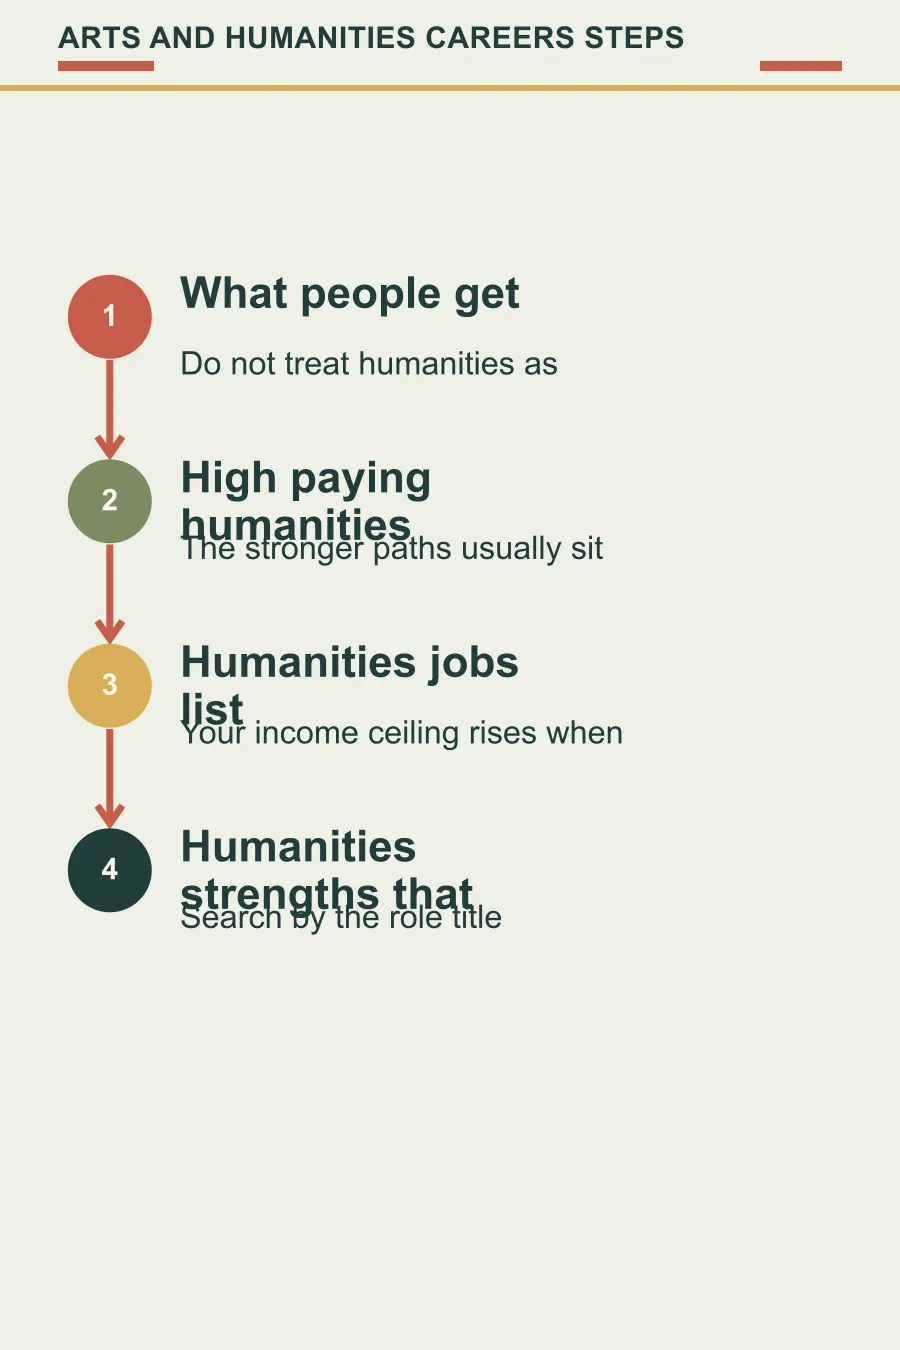 ARTS AND HUMANITIES CAREERS STEPS
1
What people get
Do not treat humanities as
2
High paying
humanities
The stronger paths usually sit
3
Humanities jobs
list
Your income ceiling rises when
4
Humanities
strengths that
Search by the role title